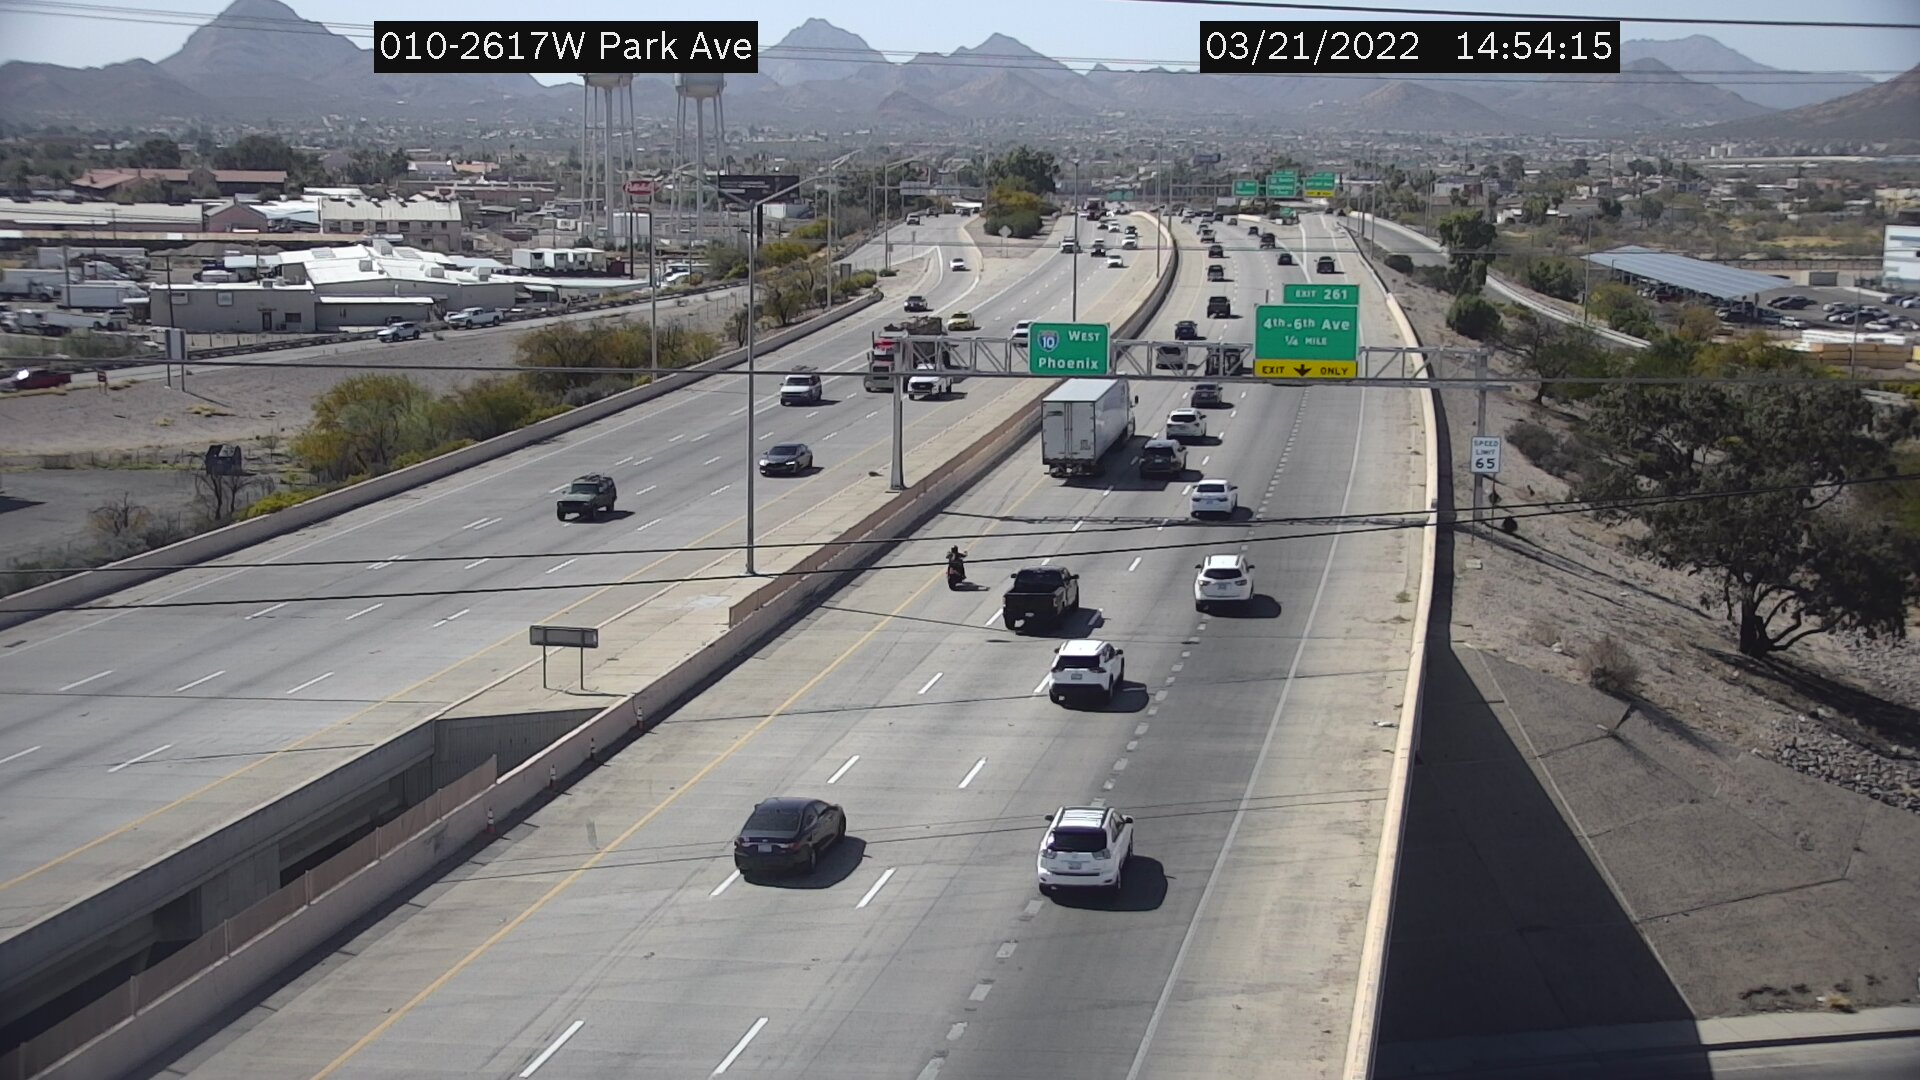 010-2617W Park Ave
03/21/2022 14:54:15
EXIT 261
4th-6th Ave
1/4 MILE
EXIT ONLY
10 WEST
Phoenix
SPEED
LIMIT
65